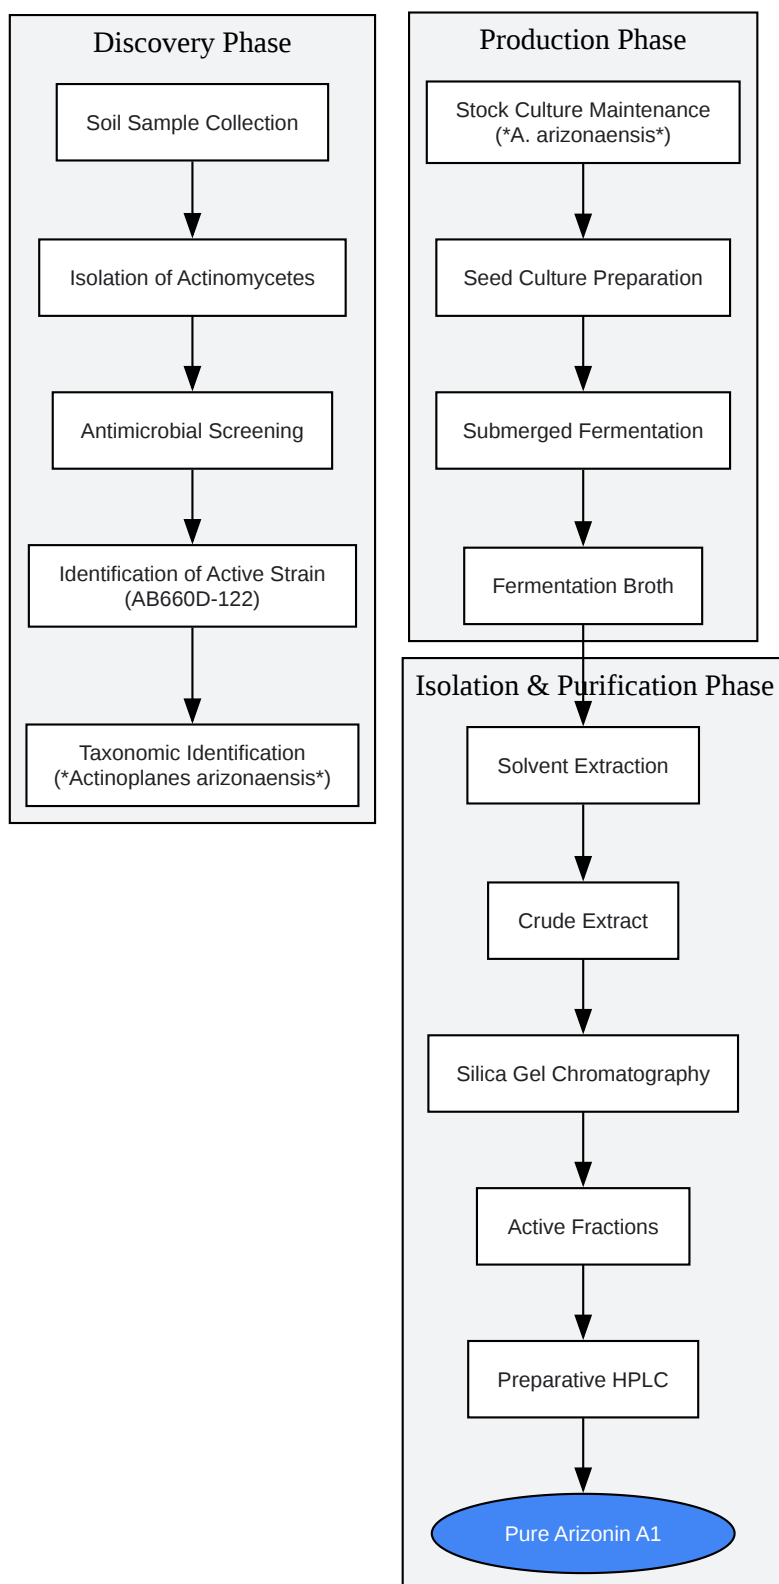 Discovery Phase
Soil Sample Collection
Isolation of Actinomycetes
Antimicrobial Screening
Identification of Active Strain
(AB660D-122)
Taxonomic Identification
(*Actinoplanes arizonaensis*)
Production Phase
Stock Culture Maintenance
(*A. arizonaensis*)
Seed Culture Preparation
Submerged Fermentation
Fermentation Broth
Isolation & Purification Phase
Solvent Extraction
Crude Extract
Silica Gel Chromatography
Active Fractions
Preparative HPLC
Pure Arizonin A1